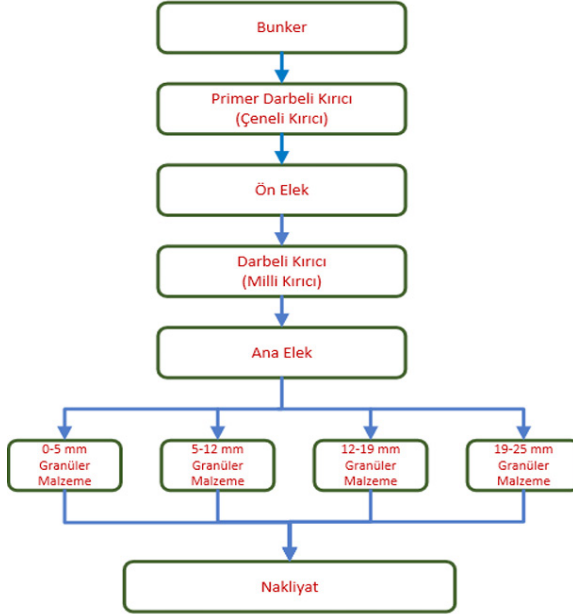 Bunker
Primer Darbeli Kırıcı
(Çeneli Kırıcı)
Ön Elek
Darbeli Kırıcı
(Milli Kırıcı)
Ana Elek
0-5 mm
Granüler
Malzeme
5-12 mm
Granüler
Malzeme
12-19 mm
Granüler
Malzeme
19-25 mm
Granüler
Malzeme
Nakliyat